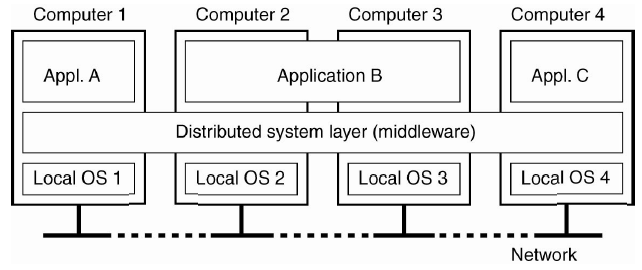 Computer 1
Computer 2
Computer 3
Computer 4
Appl. A
Application B
Appl. C
Distributed system layer (middleware)
Local OS 1
Local OS 2
Local OS 3
Local OS 4
Network